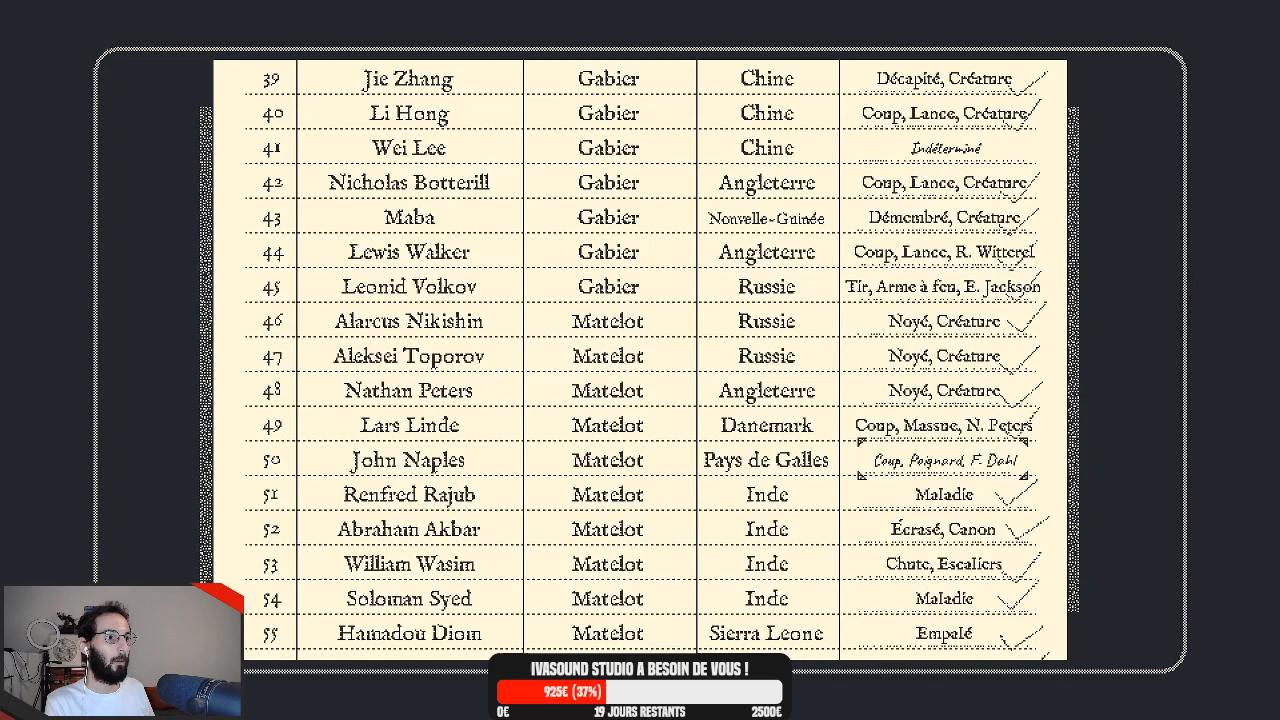 39 Jie Zhang Gabier Chine Décapité, Créature
40 Li Hong Gabier Chine Coup, Lance, Créature
41 Wei Lee Gabier Chine Indéterminé
42 Nicholas Botterill Gabier Angleterre Coup, Lance, Créature
43 Maba Gabier Nouvelle-Guinée Démembré, Créature
44 Lewis Walker Gabier Angleterre Coup, Lance, R. Witterel
45 Leonid Volkov Gabier Russie Tir, Arme à feu, E. Jackson
46 Alarcus Nikishin Matelot Russie Noyé, Créature
47 Aleksei Toporov Matelot Russie Noyé, Créature
48 Nathan Peters Matelot Angleterre Noyé, Créature
49 Lars Linde Matelot Danemark Coup, Massue, N. Peters
50 John Naples Matelot Pays de Galles Coup, Poignard, F. Dahl
51 Renfred Rajub Matelot Inde Maladie
52 Abraham Akbar Matelot Inde Écrasé, Canon
53 William Wasim Matelot Inde Chute, Escaliers
54 Soloman Syed Matelot Inde Maladie
55 Hamadou Diom Matelot Sierra Leone Empalé
IVASOUND STUDIO A BESOIN DE VOUS !
925€ (37%)
0€ 19 JOURS RESTANTS 2500€